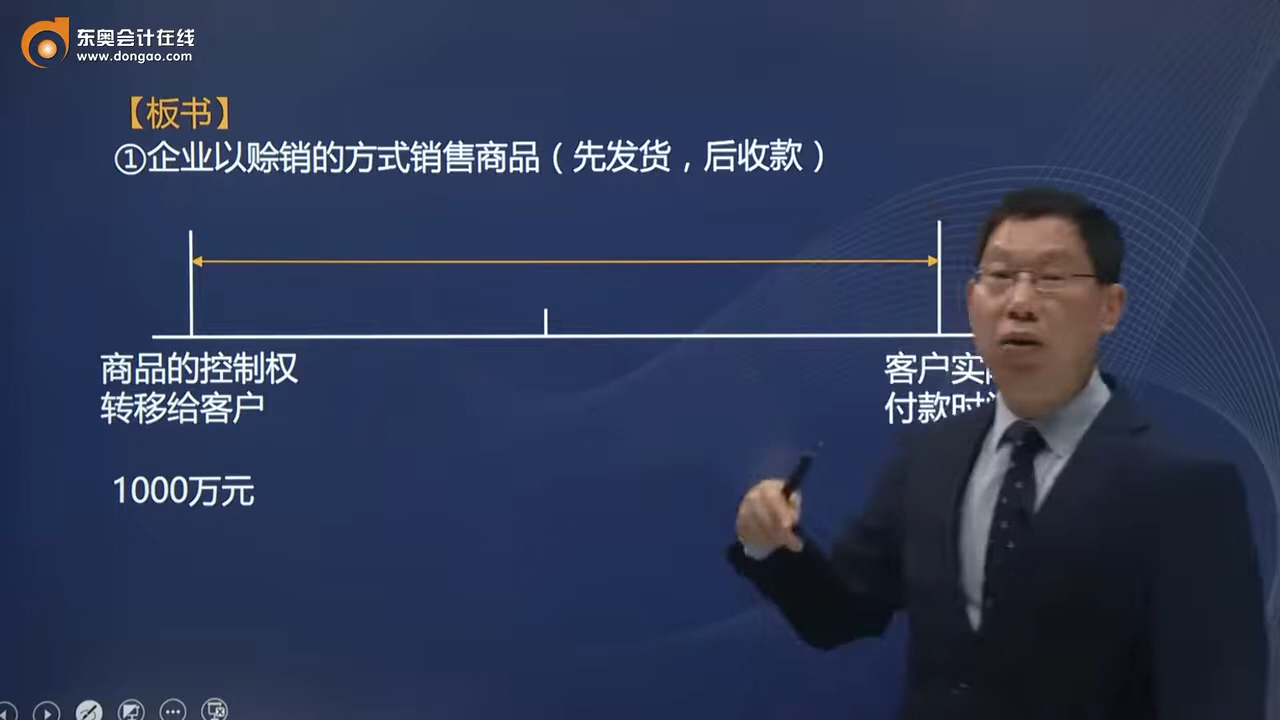 东奥会计在线
www.dongao.com
【板书】
①企业以赊销的方式销售商品（先发货，后收款）
商品的控制权
转移给客户
客户实
付款时
1000万元